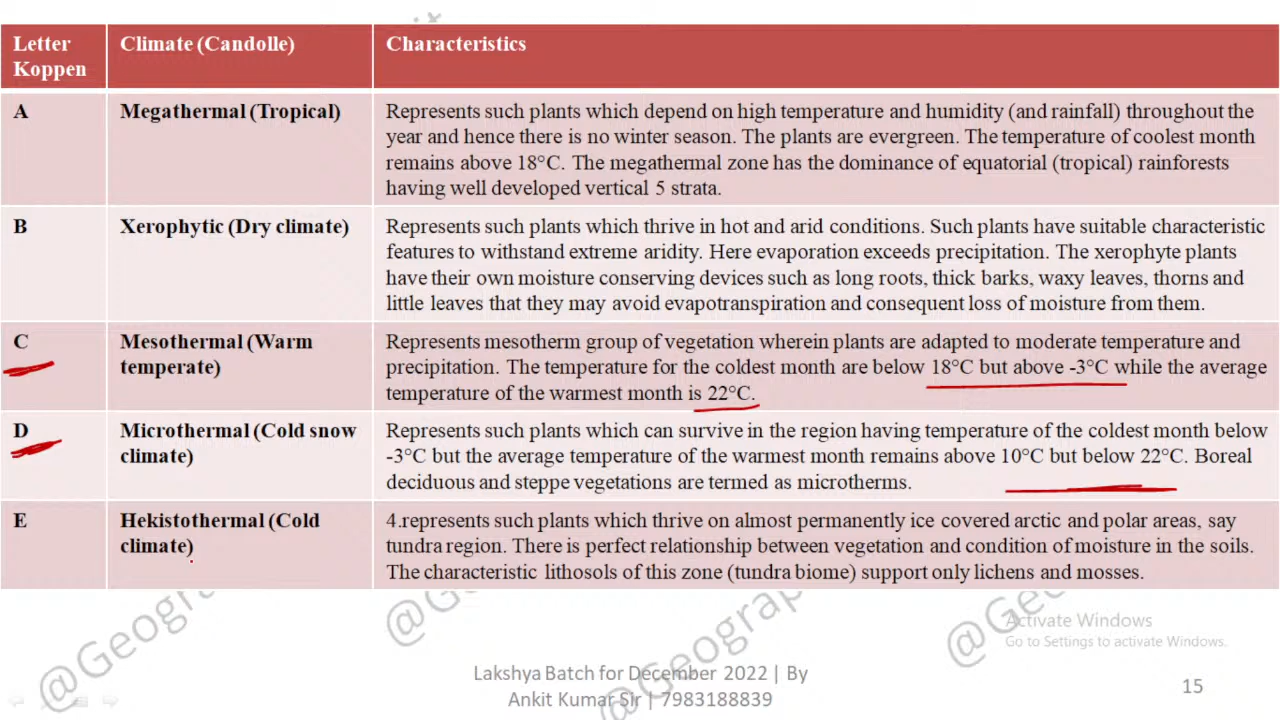 Letter
Koppen
Climate (Candolle)
Characteristics
A
Megathermal (Tropical)
Represents such plants which depend on high temperature and humidity (and rainfall) throughout the
year and hence there is no winter season. The plants are evergreen. The temperature of coolest month
remains above 18°C. The megathermal zone has the dominance of equatorial (tropical) rainforests
having well developed vertical 5 strata.
B
Xerophytic (Dry climate)
Represents such plants which thrive in hot and arid conditions. Such plants have suitable characteristic
features to withstand extreme aridity. Here evaporation exceeds precipitation. The xerophyte plants
have their own moisture conserving devices such as long roots, thick barks, waxy leaves, thorns and
little leaves that they may avoid evapotranspiration and consequent loss of moisture from them.
C
Mesothermal (Warm
temperate)
Represents mesotherm group of vegetation wherein plants are adapted to moderate temperature and
precipitation. The temperature for the coldest month are below 18°C but above -3°C while the average
temperature of the warmest month is 22°C.
D
Microthermal (Cold snow
climate)
Represents such plants which can survive in the region having temperature of the coldest month below
-3°C but the average temperature of the warmest month remains above 10°C but below 22°C. Boreal
deciduous and steppe vegetations are termed as microtherms.
E
Hekistothermal (Cold
climate)
4.represents such plants which thrive on almost permanently ice covered arctic and polar areas, say
tundra region. There is perfect relationship between vegetation and condition of moisture in the soils.
The characteristic lithosols of this zone (tundra biome) support only lichens and mosses.
Activate Windows
Go to Settings to activate Windows.
Lakshya Batch for December 2022 | By
Ankit Kumar Sir | 7983188839
15